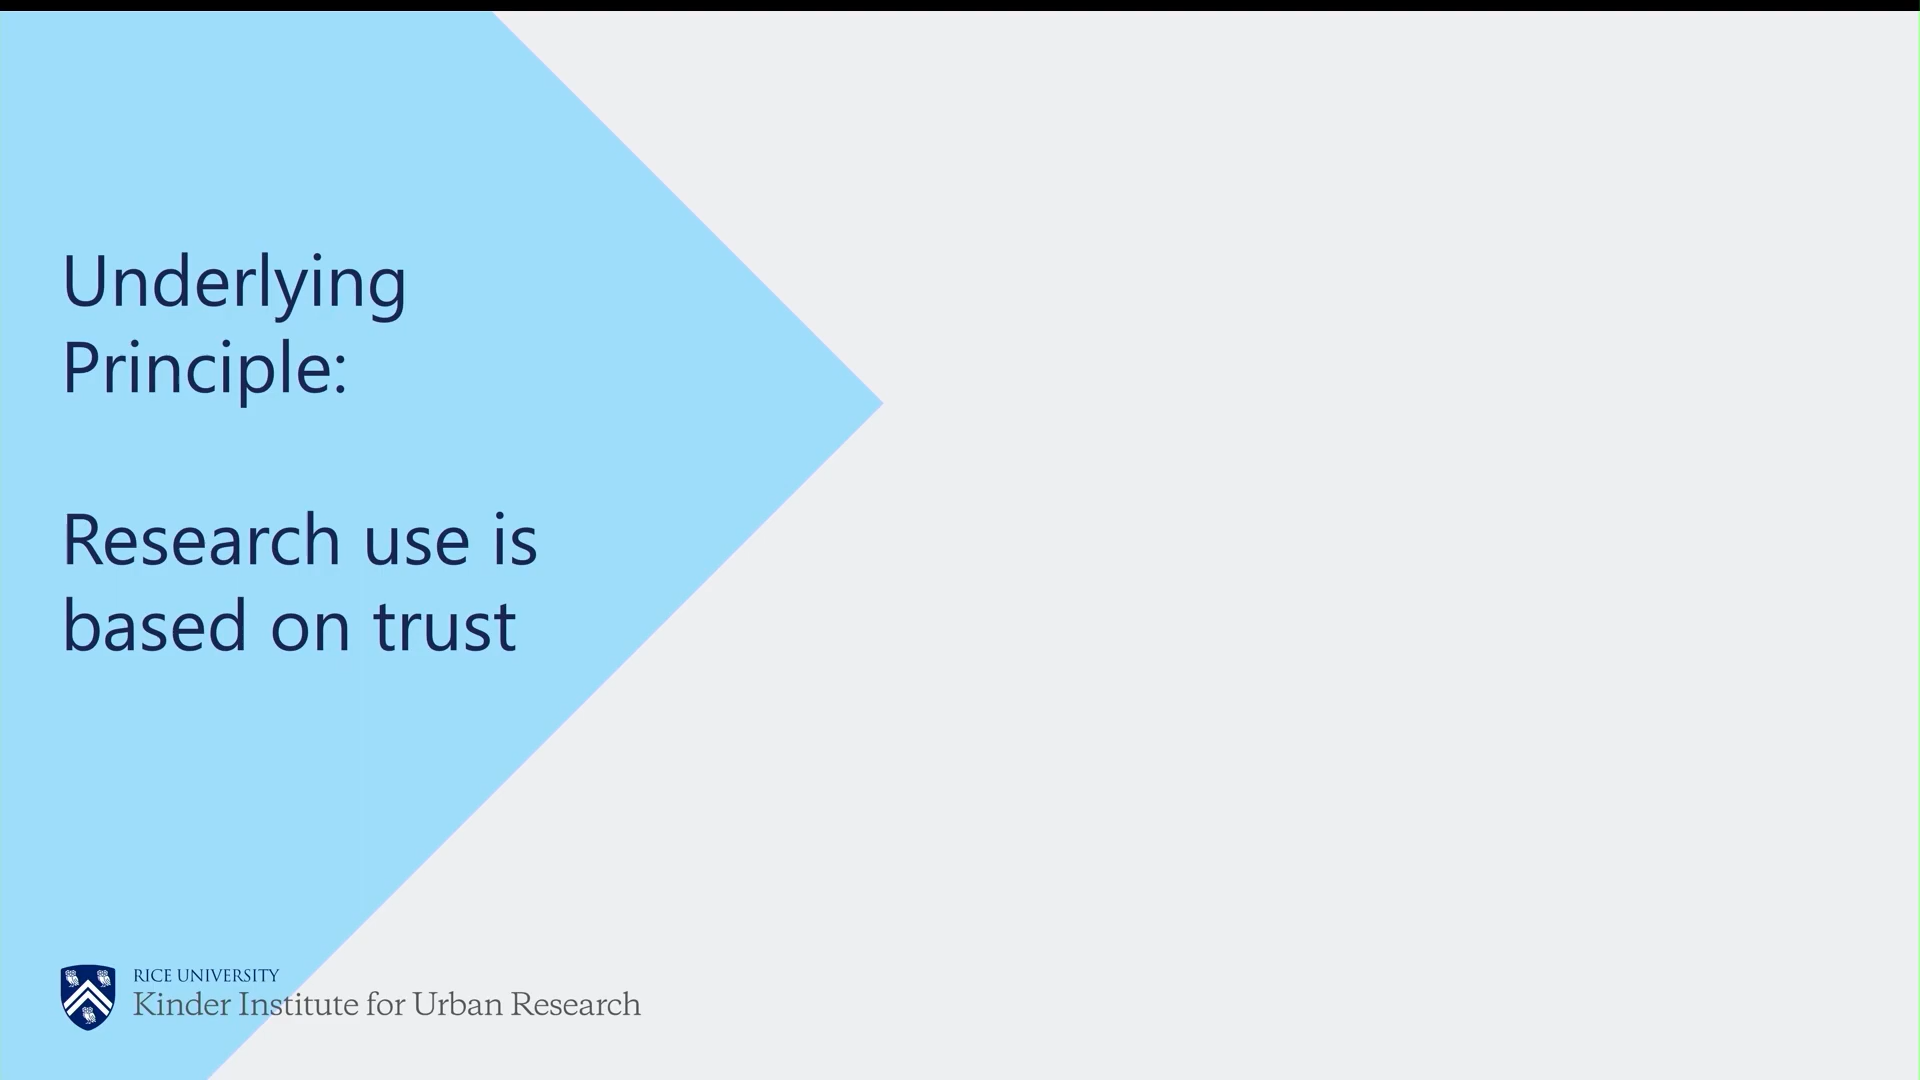 Underlying
Principle:
Research use is
based on trust
RICE UNIVERSITY
Kinder Institute for Urban Research